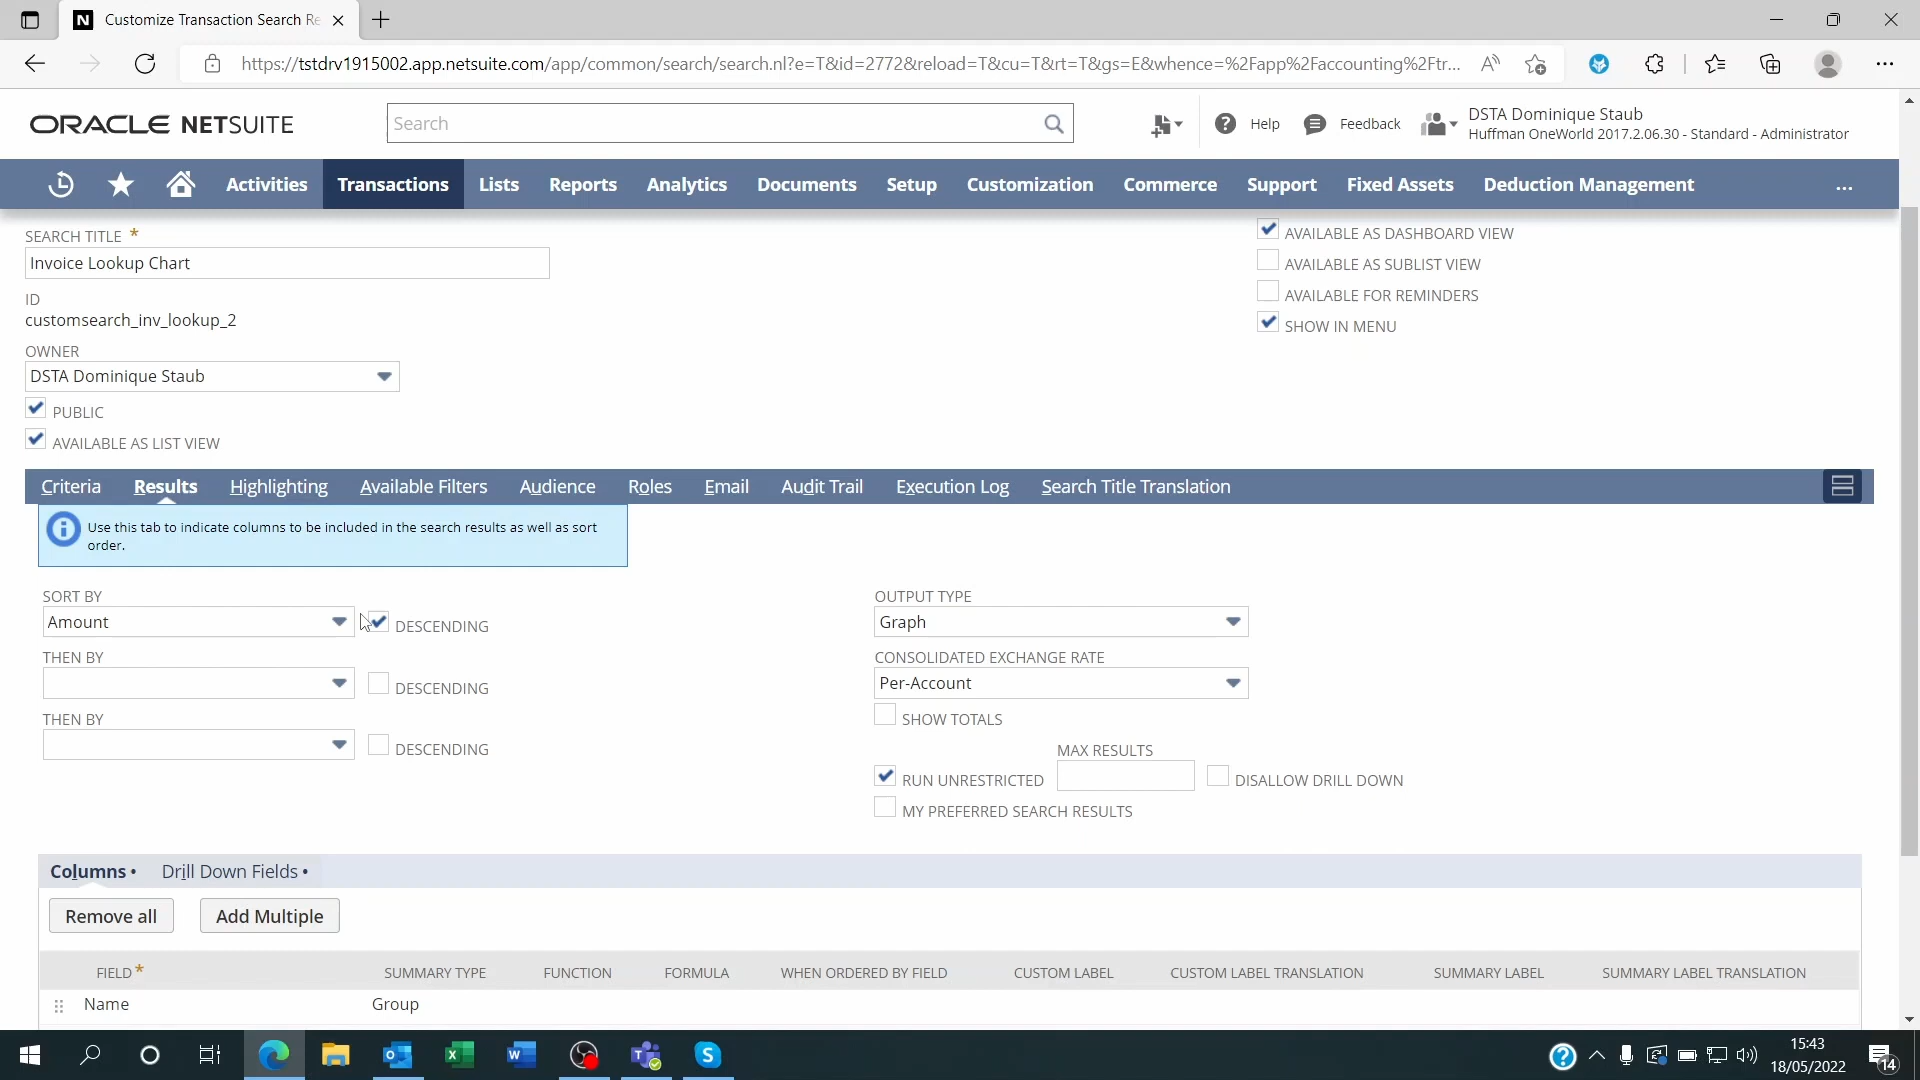 Customize Transaction Search Re
https://tstdrv1915002.app.netsuite.com/app/common/search/search.nl?e=T&id=2772&reload=T&cu=T&rt=T&gs=E&whence=%2Fapp%2Faccounting%2Ftr...
ORACLE NETSUITE
Search
Help
Feedback
DSTA Dominique Staub
Huffman OneWorld 2017.2.06.30 - Standard - Administrator
Activities Transactions Lists Reports Analytics Documents Setup Customization Commerce Support Fixed Assets Deduction Management ...
SEARCH TITLE *
Invoice Lookup Chart
ID
customsearch_inv_lookup_2
OWNER
DSTA Dominique Staub
PUBLIC
AVAILABLE AS LIST VIEW
AVAILABLE AS DASHBOARD VIEW
AVAILABLE AS SUBLIST VIEW
AVAILABLE FOR REMINDERS
SHOW IN MENU
Criteria Results Highlighting Available Filters Audience Roles Email Audit Trail Execution Log Search Title Translation
Use this tab to indicate columns to be included in the search results as well as sort
order.
SORT BY
Amount
DESCENDING
THEN BY
DESCENDING
THEN BY
DESCENDING
OUTPUT TYPE
Graph
CONSOLIDATED EXCHANGE RATE
Per-Account
SHOW TOTALS
MAX RESULTS
RUN UNRESTRICTED
DISALLOW DRILL DOWN
MY PREFERRED SEARCH RESULTS
Columns • Drill Down Fields •
Remove all Add Multiple
FIELD * SUMMARY TYPE FUNCTION FORMULA WHEN ORDERED BY FIELD CUSTOM LABEL CUSTOM LABEL TRANSLATION SUMMARY LABEL SUMMARY LABEL TRANSLATION
Name Group
15:43
18/05/2022
14